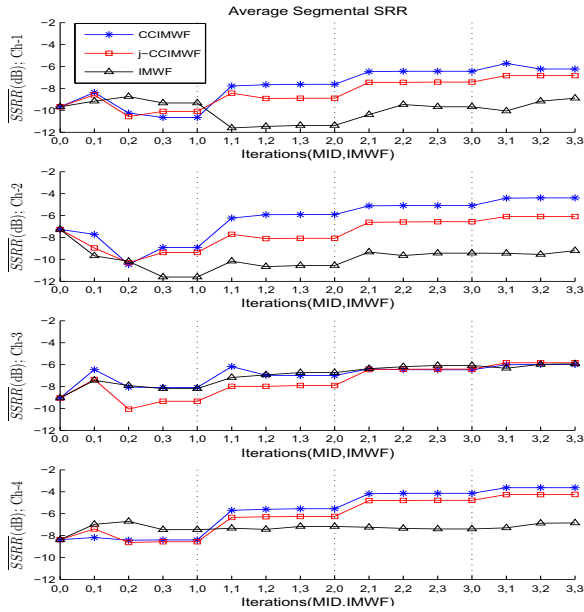 Average Segmental SRR
−2
−4
−6
−8
−10
−12
SSRR(dB); Ch-1
CCIMWF
j−CCIMWF
IMWF
0,0 0,1 0,2 0,3 1,0 1,1 1,2 1,3 2,0 2,1 2,2 2,3 3,0 3,1 3,2 3,3
Iterations(MID,IMWF)
−2
−4
−6
−8
−10
−12
SSRR(dB); Ch-2
0,0 0,1 0,2 0,3 1,0 1,1 1,2 1,3 2,0 2,1 2,2 2,3 3,0 3,1 3,2 3,3
Iterations(MID,IMWF)
−2
−4
−6
−8
−10
−12
SSRR(dB); Ch-3
0,0 0,1 0,2 0,3 1,0 1,1 1,2 1,3 2,0 2,1 2,2 2,3 3,0 3,1 3,2 3,3
Iterations(MID,IMWF)
−2
−4
−6
−8
−10
−12
SSRR(dB); Ch-4
0,0 0,1 0,2 0,3 1,0 1,1 1,2 1,3 2,0 2,1 2,2 2,3 3,0 3,1 3,2 3,3
Iterations(MID,IMWF)